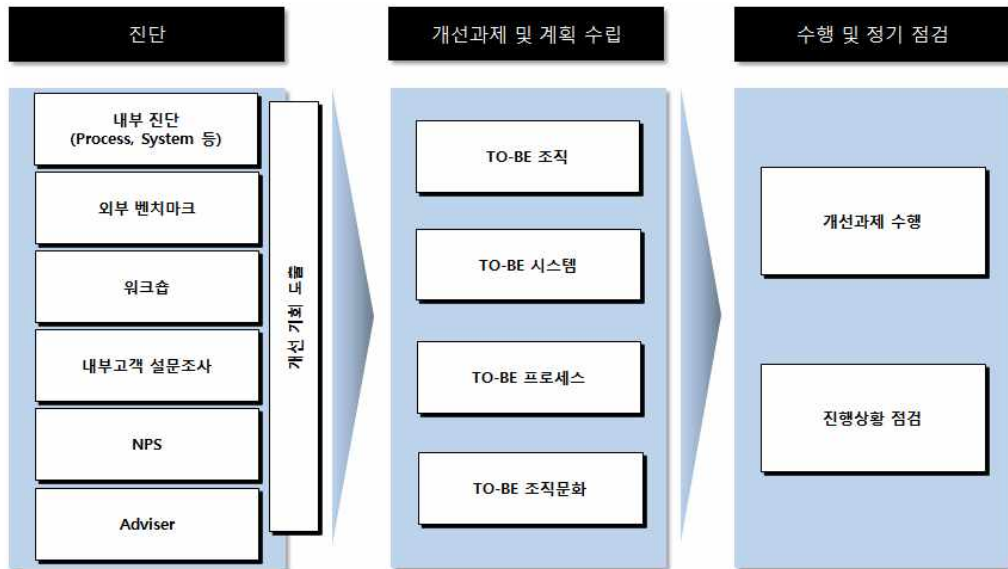 진단
개선과제 및 계획 수립
수행 및 정기 점검
내부 진단
(Process, System 등)
외부 벤치마크
워크숍
내부고객 설문조사
NPS
Adviser
개선 기회 도출
TO-BE 조직
TO-BE 시스템
TO-BE 프로세스
TO-BE 조직문화
개선과제 수행
진행상황 점검